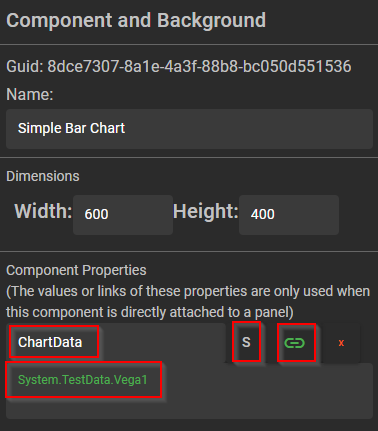 Component and Background
Guid: 8dce7307-8a1e-4a3f-88b8-bc050d551536
Name:
Simple Bar Chart
Dimensions
Width: 600 Height: 400
Component Properties
(The values or links of these properties are only used when
this component is directly attached to a panel)
ChartData S x
System.TestData.Vega1